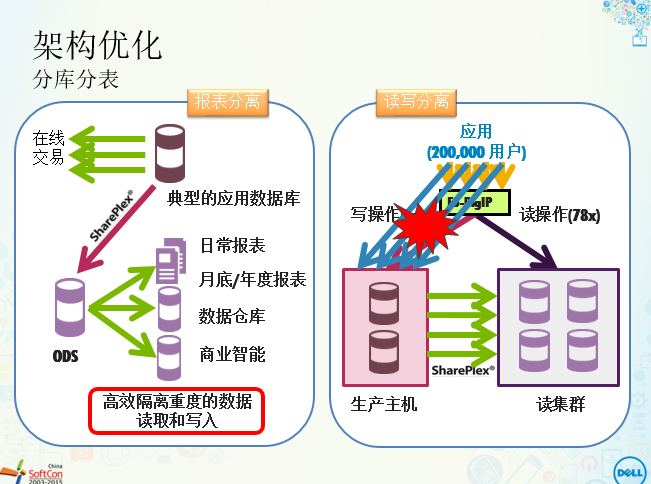 架构优化
分库分表
报表分离
在线
交易
典型的应用数据库
SharePlex®
日常报表
月底/年度报表
数据仓库
商业智能
ODS
高效隔离重度的数据
读取和写入
读写分离
应用
(200,000 用户)
写操作
读操作(78x)
SharePlex®
生产主机
读集群
China
SoftCon
2003-2015
DELL